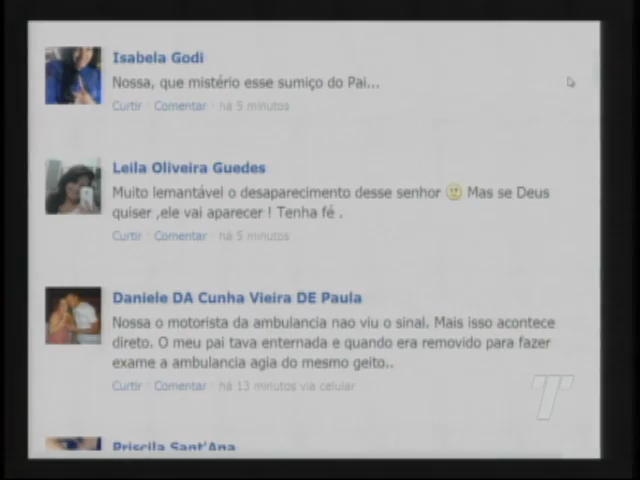 Isabela Godi
Nossa, que mistério esse sumiço do Pai...
Curtir · Comentar · há 5 minutos
Leila Oliveira Guedes
Muito lemantável o desaparecimento desse senhor 🙂 Mas se Deus
quiser ,ele vai aparecer ! Tenha fé .
Curtir · Comentar · há 5 minutos
Daniele DA Cunha Vieira DE Paula
Nossa o motorista da ambulancia nao viu o sinal. Mais isso acontece
direto. O meu pai tava enternada e quando era removido para fazer
exame a ambulancia agia do mesmo geito..
Curtir · Comentar · há 13 minutos via celular
T
Priscila Sant'Ana